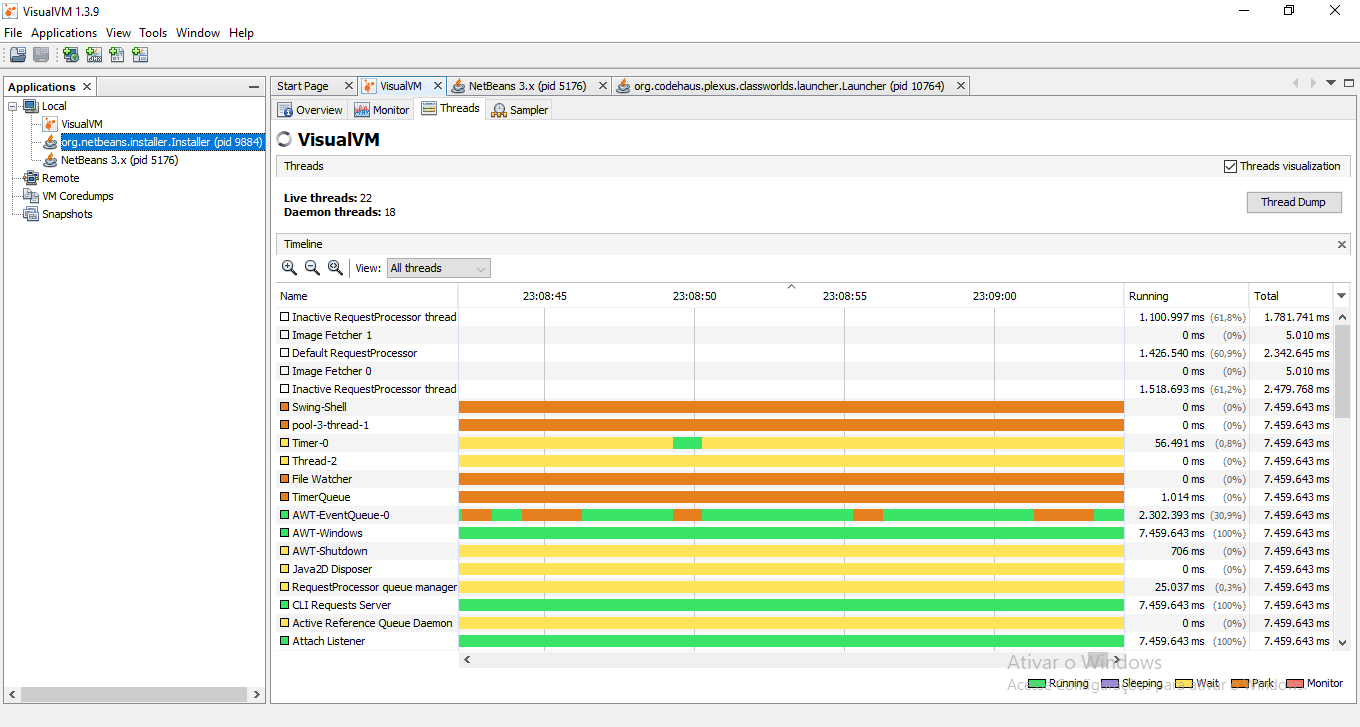 VisualVM 1.3.9
File Applications View Tools Window Help
Applications
Local
VisualVM
org.netbeans.installer.Installer (pid 9884)
NetBeans 3.x (pid 5176)
Remote
VM Coredumps
Snapshots
Start Page VisualVM NetBeans 3.x (pid 5176) org.codehaus.plexus.classworlds.launcher.Launcher (pid 10764)
Overview Monitor Threads Sampler
VisualVM
Threads Threads visualization
Live threads: 22
Daemon threads: 18
Thread Dump
Timeline
View: All threads
Name 23:08:45 23:08:50 23:08:55 23:09:00 Running Total
Inactive RequestProcessor thread 1.100.997 ms (61,8%) 1.781.741 ms
Image Fetcher 1 0 ms (0%) 5.010 ms
Default RequestProcessor 1.426.540 ms (60,9%) 2.342.645 ms
Image Fetcher 0 0 ms (0%) 5.010 ms
Inactive RequestProcessor thread 1.518.693 ms (61,2%) 2.479.768 ms
Swing-Shell 0 ms (0%) 7.459.643 ms
pool-3-thread-1 0 ms (0%) 7.459.643 ms
Timer-0 56.491 ms (0,8%) 7.459.643 ms
Thread-2 0 ms (0%) 7.459.643 ms
File Watcher 0 ms (0%) 7.459.643 ms
TimerQueue 1.014 ms (0%) 7.459.643 ms
AWT-EventQueue-0 2.302.393 ms (30,9%) 7.459.643 ms
AWT-Windows 7.459.643 ms (100%) 7.459.643 ms
AWT-Shutdown 706 ms (0%) 7.459.643 ms
Java2D Disposer 0 ms (0%) 7.459.643 ms
RequestProcessor queue manager 25.037 ms (0,3%) 7.459.643 ms
CLI Requests Server 7.459.643 ms (100%) 7.459.643 ms
Active Reference Queue Daemon 0 ms (0%) 7.459.643 ms
Attach Listener 7.459.643 ms (100%) 7.459.643 ms
Ativar o Windows
Running Sleeping Wait Park Monitor